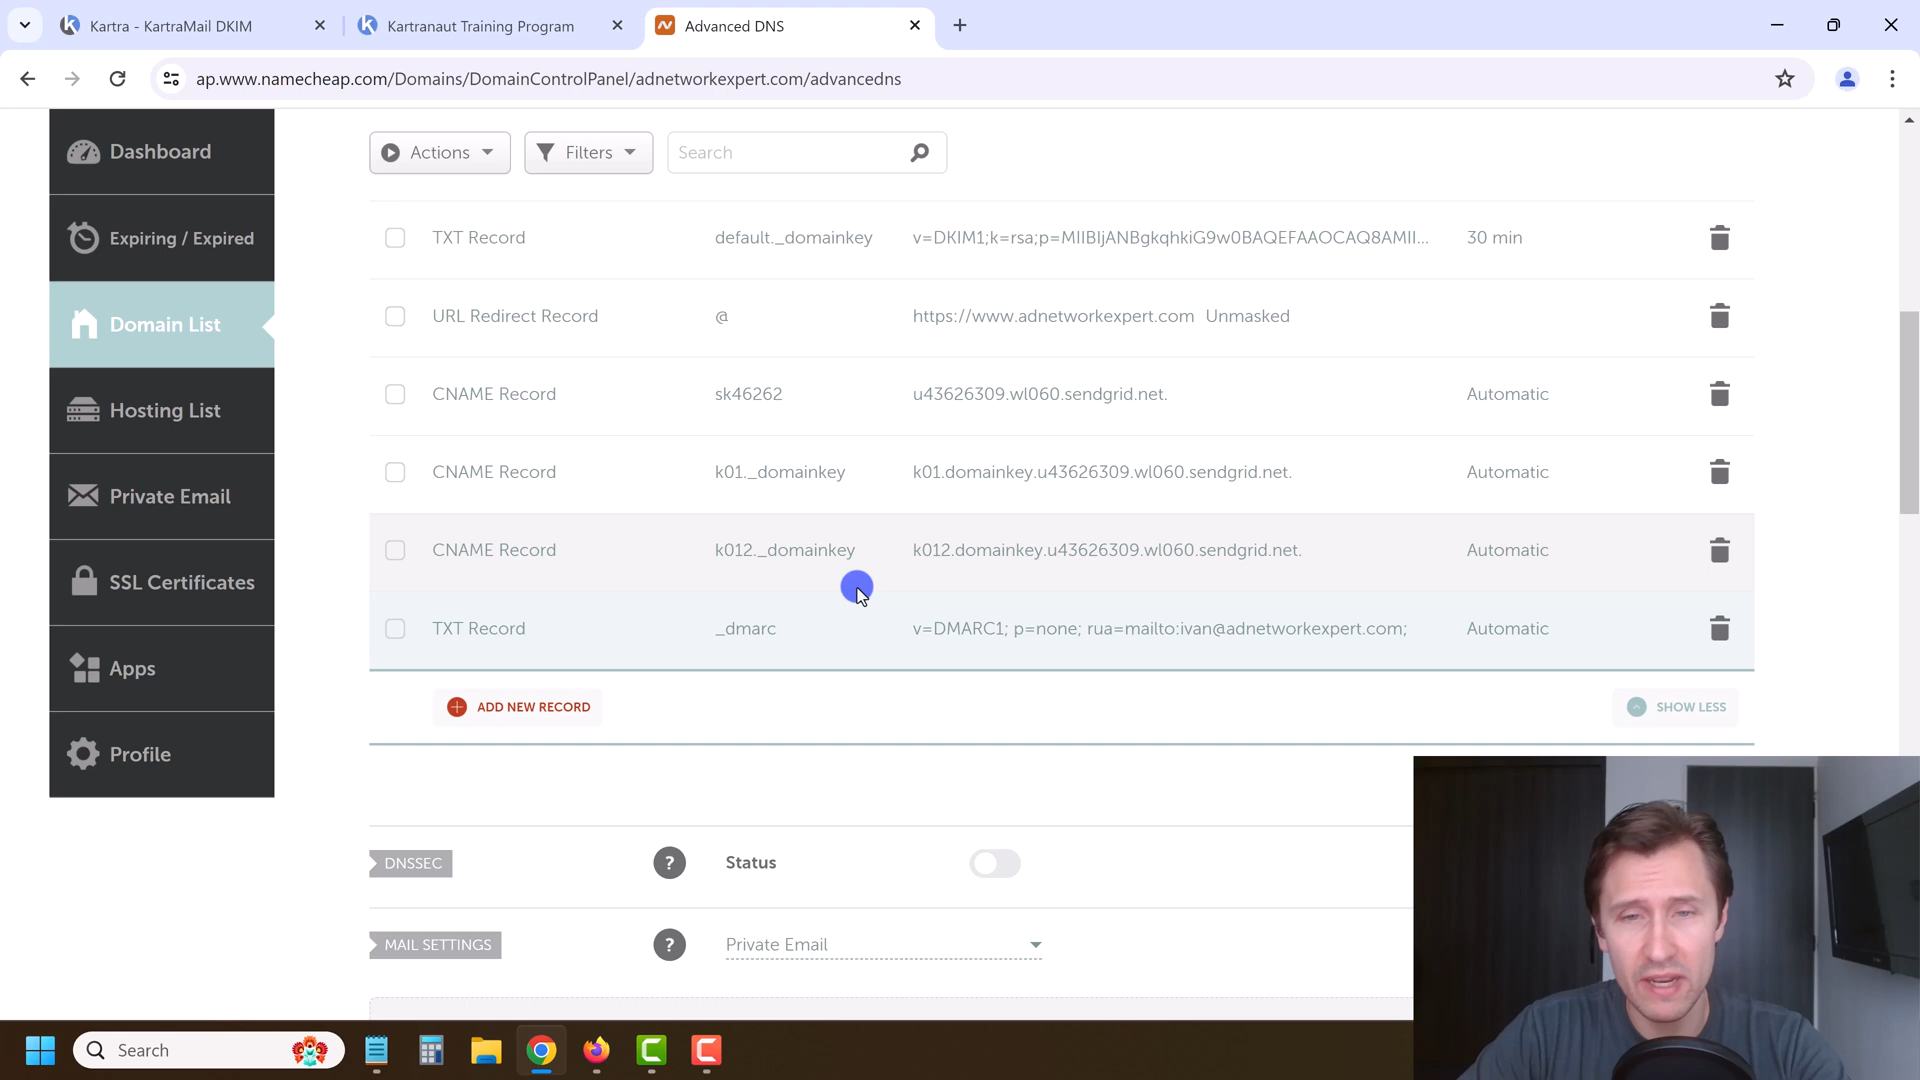 Kartra - KartraMail DKIM
Kartranaut Training Program
Advanced DNS
ap.www.namecheap.com/Domains/DomainControlPanel/adnetworkexpert.com/advancedns
Dashboard
Expiring / Expired
Domain List
Hosting List
Private Email
SSL Certificates
Apps
Profile
Actions Filters Search
TXT Record default._domainkey v=DKIM1;k=rsa;p=MIIBIjANBgkqhkiG9w0BAQEFAAOCAQ8AMII... 30 min
URL Redirect Record @ https://www.adnetworkexpert.com Unmasked
CNAME Record sk46262 u43626309.wl060.sendgrid.net. Automatic
CNAME Record k01._domainkey k01.domainkey.u43626309.wl060.sendgrid.net. Automatic
CNAME Record k012._domainkey k012.domainkey.u43626309.wl060.sendgrid.net. Automatic
TXT Record _dmarc v=DMARC1; p=none; rua=mailto:ivan@adnetworkexpert.com; Automatic
ADD NEW RECORD SHOW LESS
DNSSEC ? Status
MAIL SETTINGS ? Private Email
Search